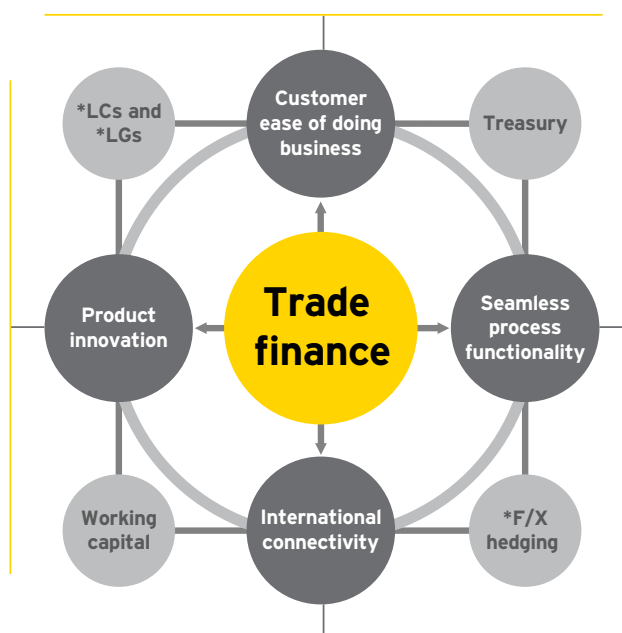 *LCs and
*LGs
Customer
ease of doing
business
Treasury
Product
innovation
Trade
finance
Seamless
process
functionality
Working
capital
International
connectivity
*F/X
hedging